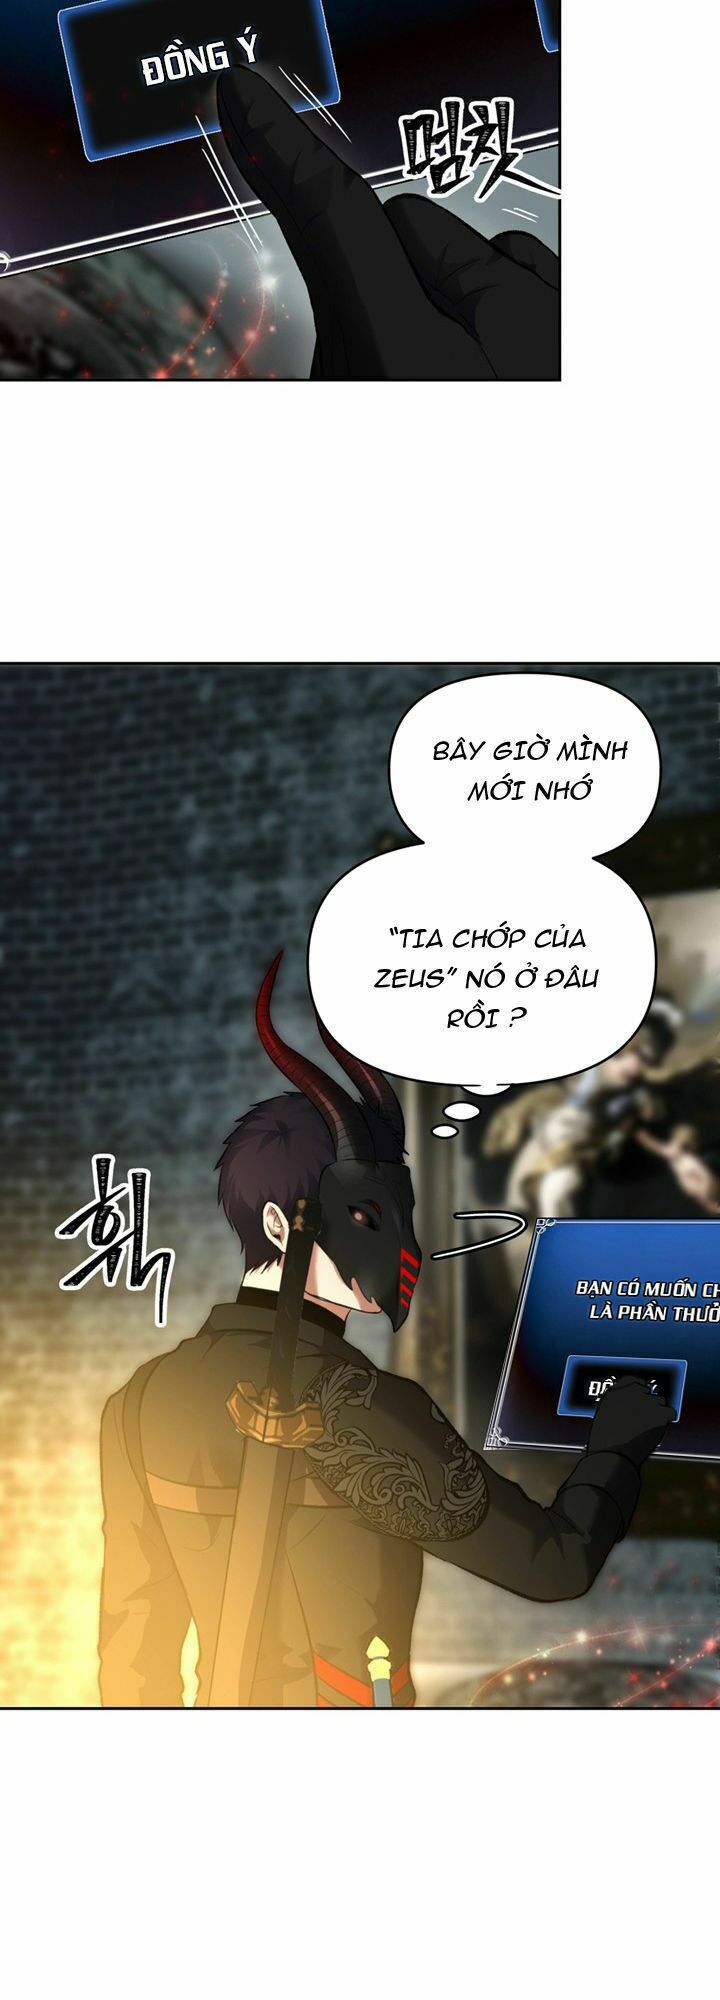 ĐỒNG Ý
멈칫
BÂY GIỜ MÌNH
MỚI NHỚ
"TIA CHỚP CỦA
ZEUS" NÓ Ở ĐÂU
RỒI ?
획
BẠN CÓ MUỐN CH
LÀ PHẦN THƯỞ